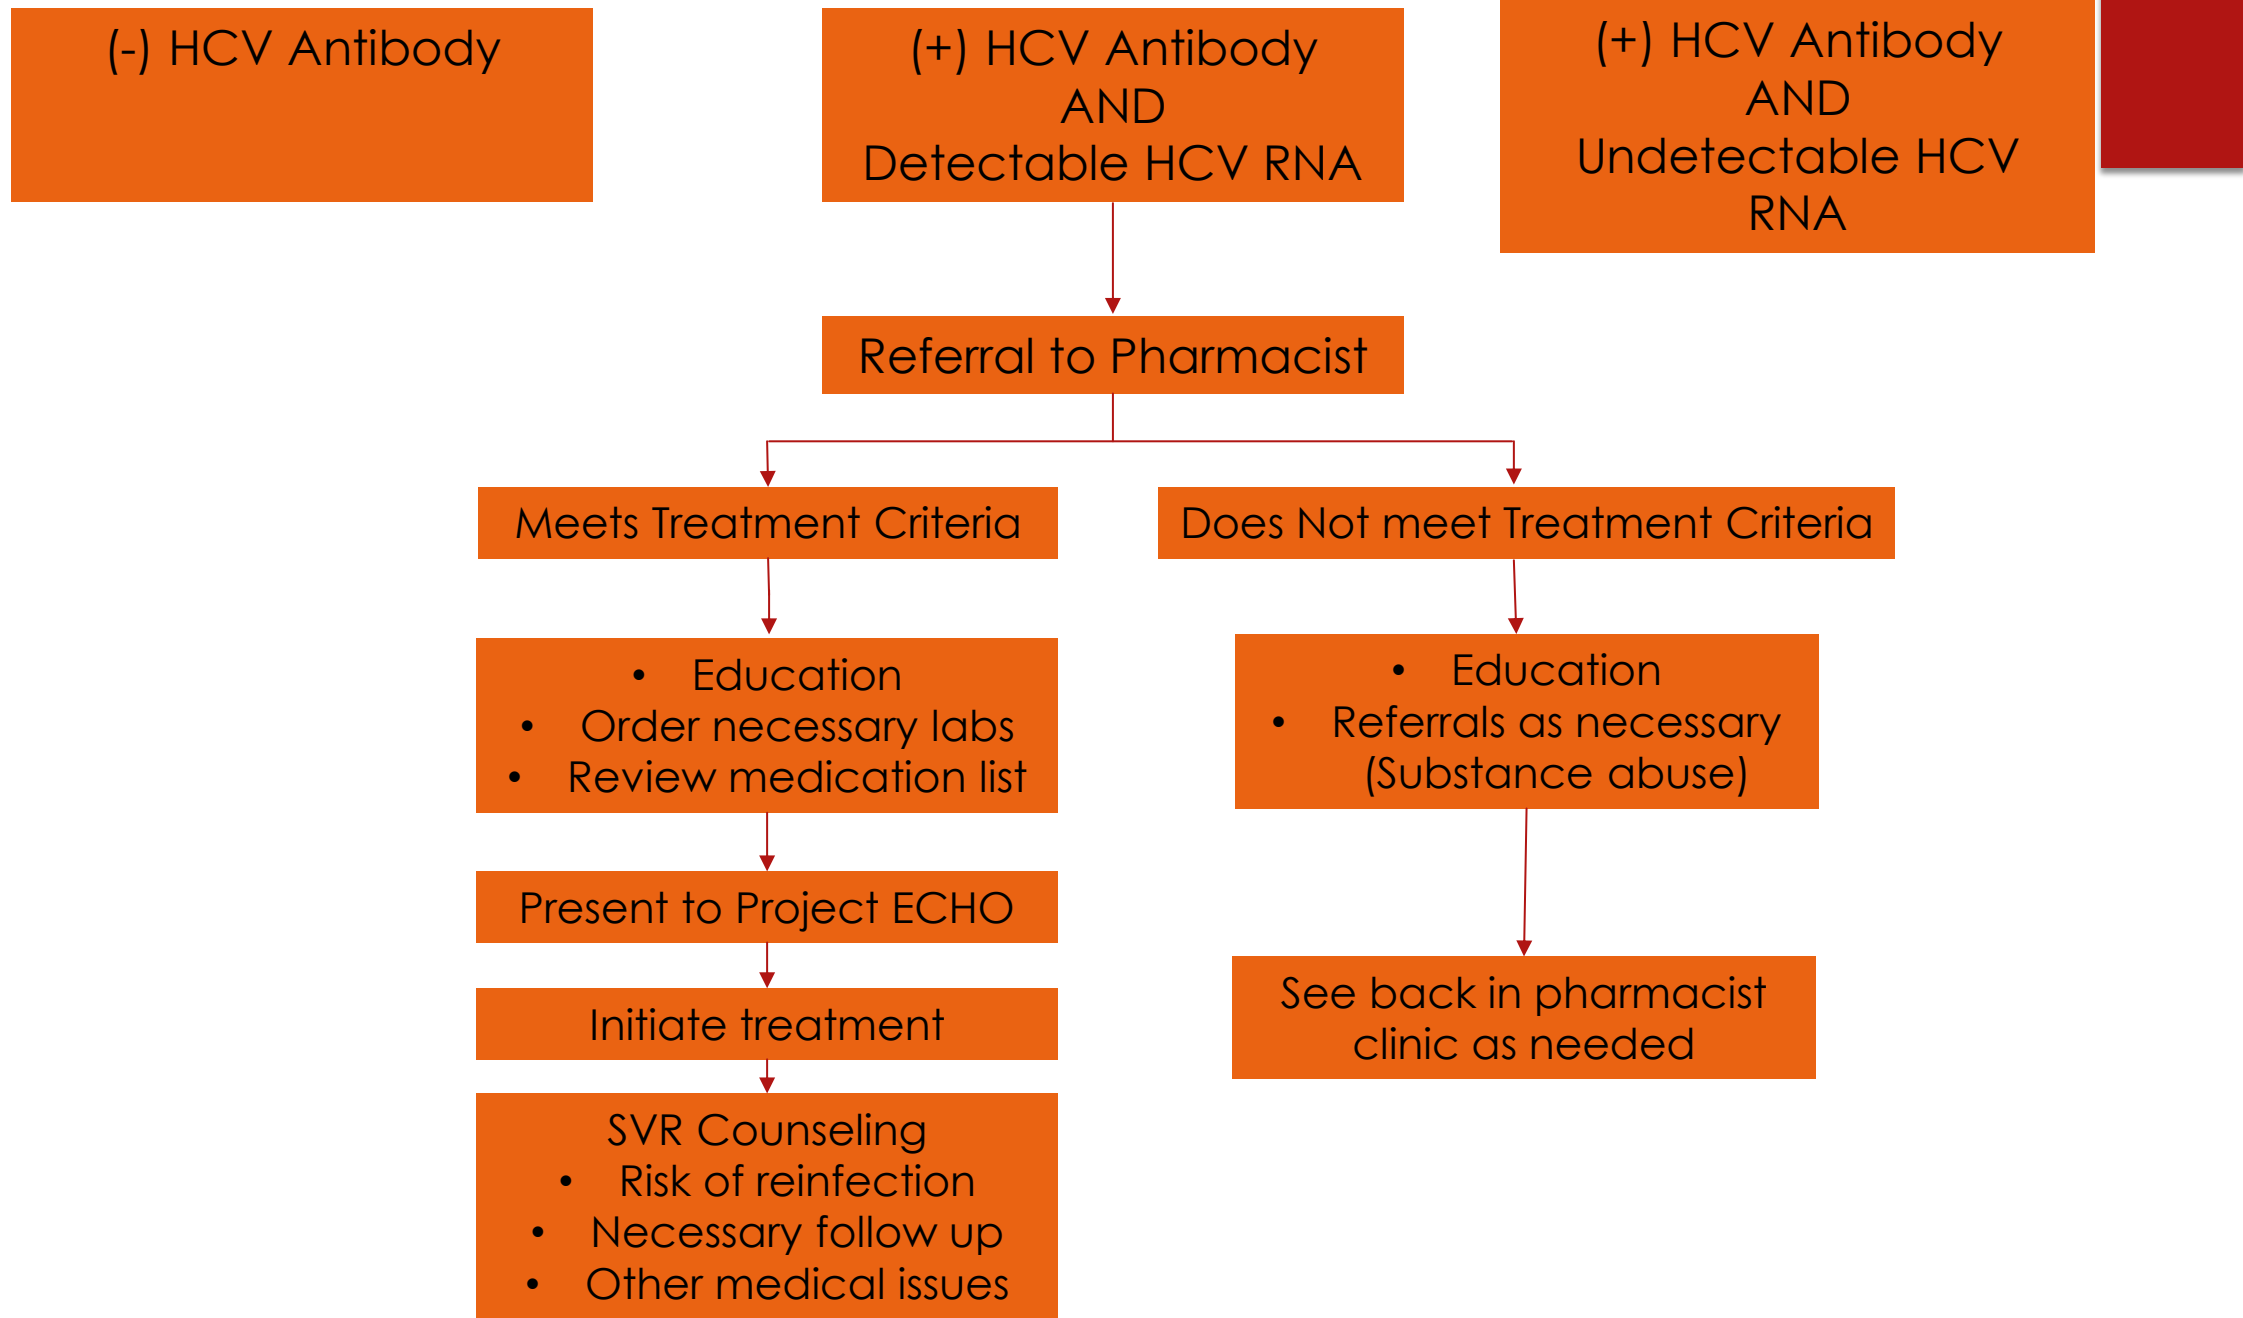 (-) HCV Antibody
(+) HCV Antibody
AND
Detectable HCV RNA
(+) HCV Antibody
AND
Undetectable HCV
RNA
Referral to Pharmacist
Meets Treatment Criteria
Does Not meet Treatment Criteria
• Education
• Order necessary labs
• Review medication list
• Education
• Referrals as necessary
(Substance abuse)
Present to Project ECHO
Initiate treatment
See back in pharmacist
clinic as needed
SVR Counseling
• Risk of reinfection
• Necessary follow up
• Other medical issues